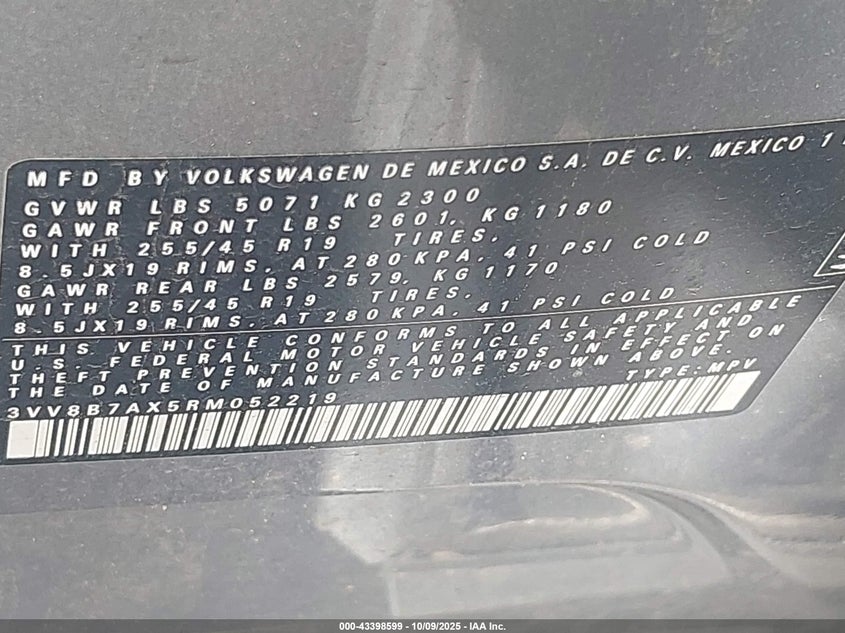 MFD BY VOLKSWAGEN DE MEXICO S.A. DE C.V. MEXICO 1
GVWR LBS 5071 KG 2300
GAWR FRONT LBS 2601, KG 1180
WITH 255/45 R19 TIRES,
8.5JX19 RIMS, AT 280 KPA, 41 PSI COLD
GAWR REAR LBS 2579, KG 1170
WITH 255/45 R19 TIRES,
8.5JX19 RIMS, AT 280 KPA, 41 PSI COLD
THIS VEHICLE CONFORMS TO ALL APPLICABLE
U.S. FEDERAL MOTOR VEHICLE SAFETY AND
THEFT PREVENTION STANDARDS IN EFFECT ON
THE DATE OF MANUFACTURE SHOWN ABOVE.
3VV8B7AX5RM052219 TYPE: MPV
000-43398599 - 10/09/2025 - IAA Inc.